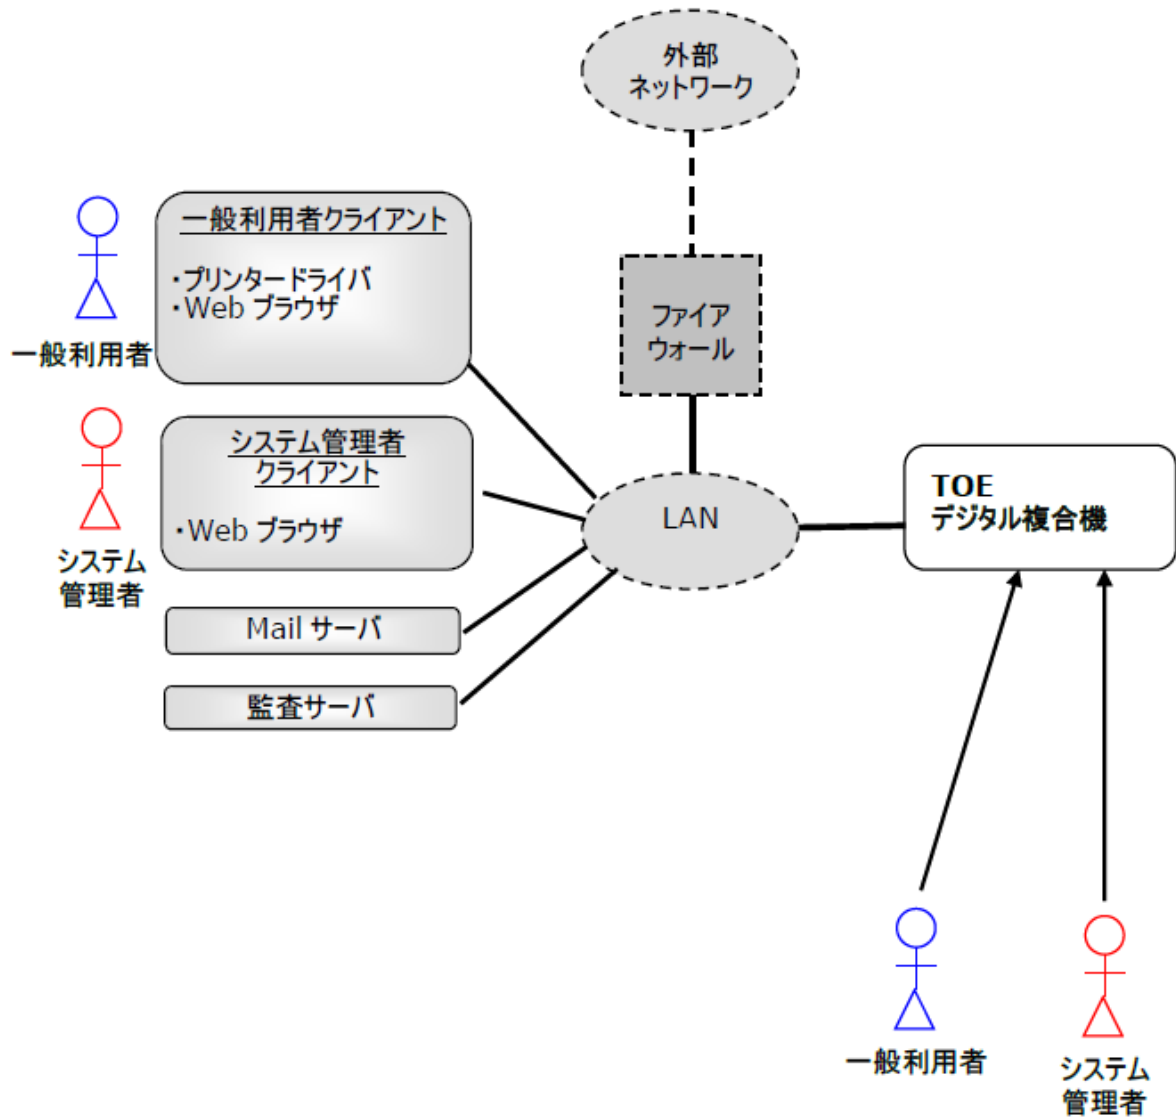 外部
ネットワーク
一般利用者クライアント
・プリンタードライバ
・Web ブラウザ
一般利用者
ファイア
ウォール
システム管理者
クライアント
・Web ブラウザ
システム
管理者
LAN
TOE
デジタル複合機
Mail サーバ
監査サーバ
一般利用者
システム
管理者